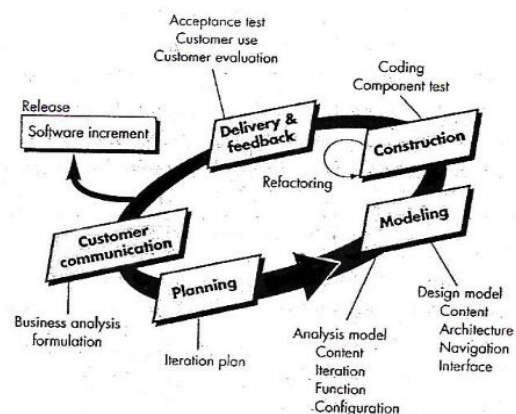 Acceptance test
Customer use
Customer evaluation
Release
Software increment
Delivery &
feedback
Coding
Component test
Construction
Refactoring
Customer
communication
Planning
Modeling
Business analysis
formulation
Iteration plan
Analysis model
Content
Iteration
Function
Configuration
Design model
Content
Architecture
Navigation
Interface